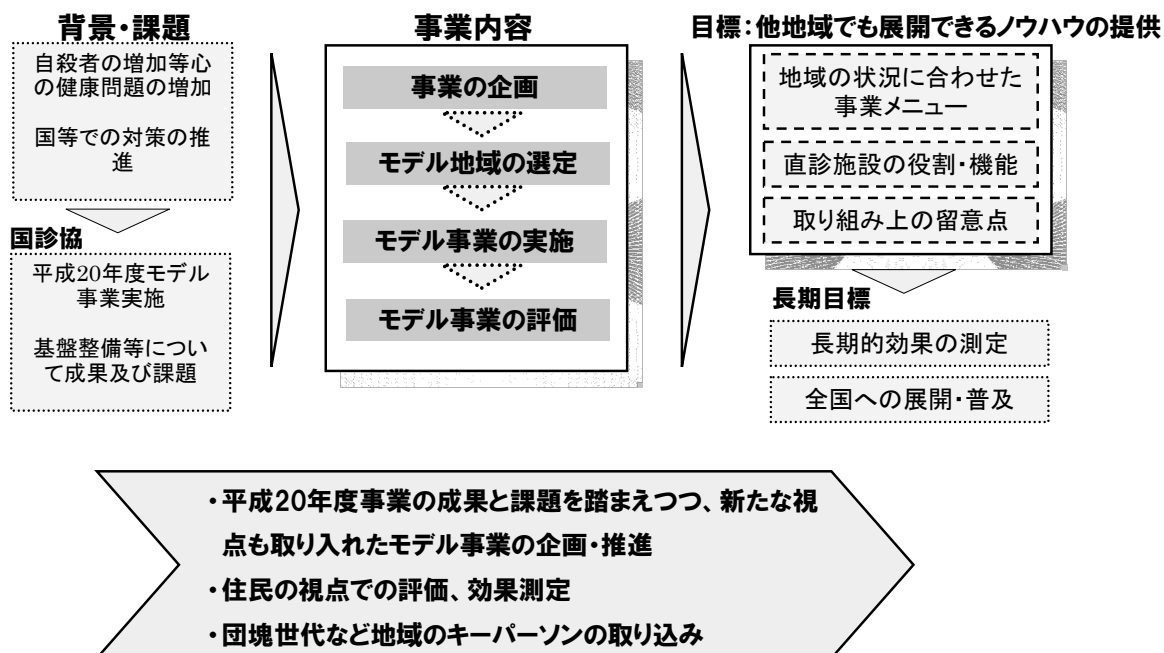 背景・課題
自殺者の増加等心
の健康問題の増加
国等での対策の推
進
国診協
平成20年度モデル
事業実施
基盤整備等につい
て成果及び課題
事業内容
事業の企画
モデル地域の選定
モデル事業の実施
モデル事業の評価
目標：他地域でも展開できるノウハウの提供
地域の状況に合わせた
事業メニュー
直診施設の役割・機能
取り組み上の留意点
長期目標
長期的効果の測定
全国への展開・普及
・平成20年度事業の成果と課題を踏まえつつ、新たな視
点も取り入れたモデル事業の企画・推進
・住民の視点での評価、効果測定
・団塊世代など地域のキーパーソンの取り込み